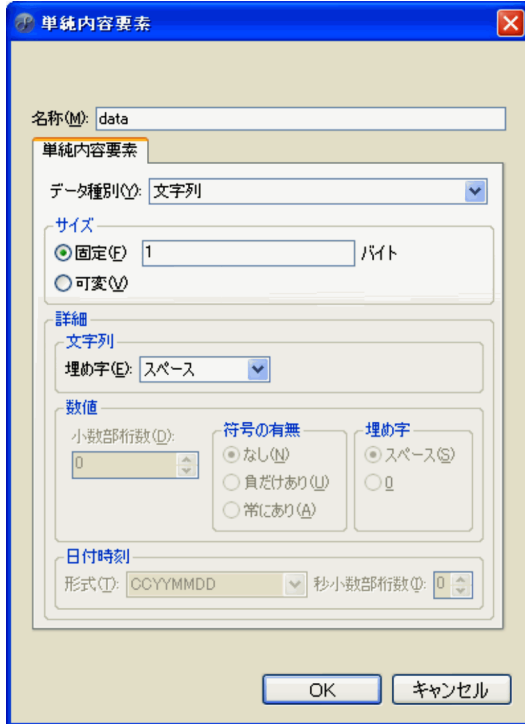 単純内容要素
名称(M): data
単純内容要素
データ種別(Y): 文字列
サイズ
固定(F) 1 バイト
可変(V)
詳細
文字列
埋め字(E): スペース
数値
小数部桁数(D):
0
符号の有無
なし(N)
負だけあり(U)
常にあり(A)
埋め字
スペース(S)
0
日付時刻
形式(T): CCYYMMDD 秒小数部桁数(I): 0
OK キャンセル